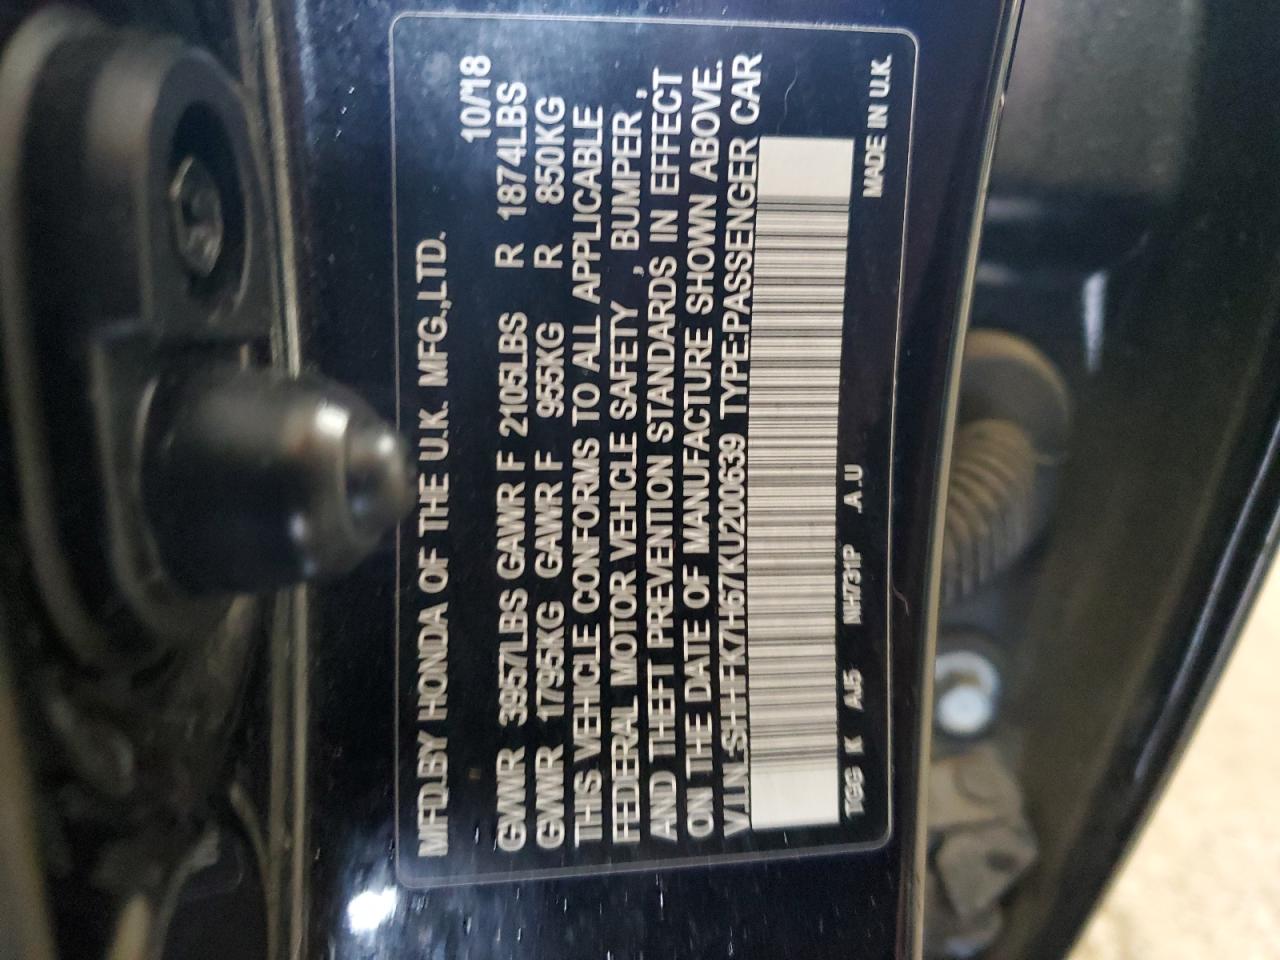 MFD.BY HONDA OF THE U.K. MFG.,LTD. 10/'18
GVWR 3957LBS GAWR F 2105LBS R 1874LBS
GVWR 1795KG GAWR F 955KG R 850KG
THIS VEHICLE CONFORMS TO ALL APPLICABLE
FEDERAL MOTOR VEHICLE SAFETY , BUMPER ,
AND THEFT PREVENTION STANDARDS IN EFFECT
ON THE DATE OF MANUFACTURE SHOWN ABOVE.
V.I.N.:SHHFK7H67KU200639 TYPE:PASSENGER CAR
TGG K AJ5 NH731P .A .U
MADE IN U.K.